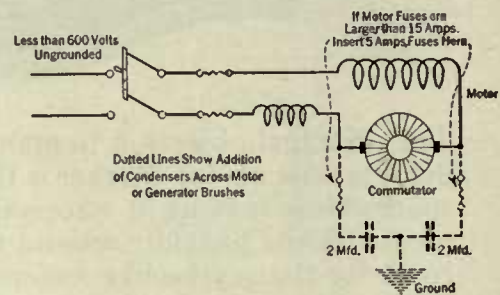 If Motor Fuses are
Larger than 15 Amps.
Insert 5 Amps, Fuses Here
Less than 600 Volts
Ungrounded
Motor
Dotted Lines Show Addition
of Condensers Across Motor
or Generator Brushes
Commutator
2 Mfd.
2 Mfd.
Ground